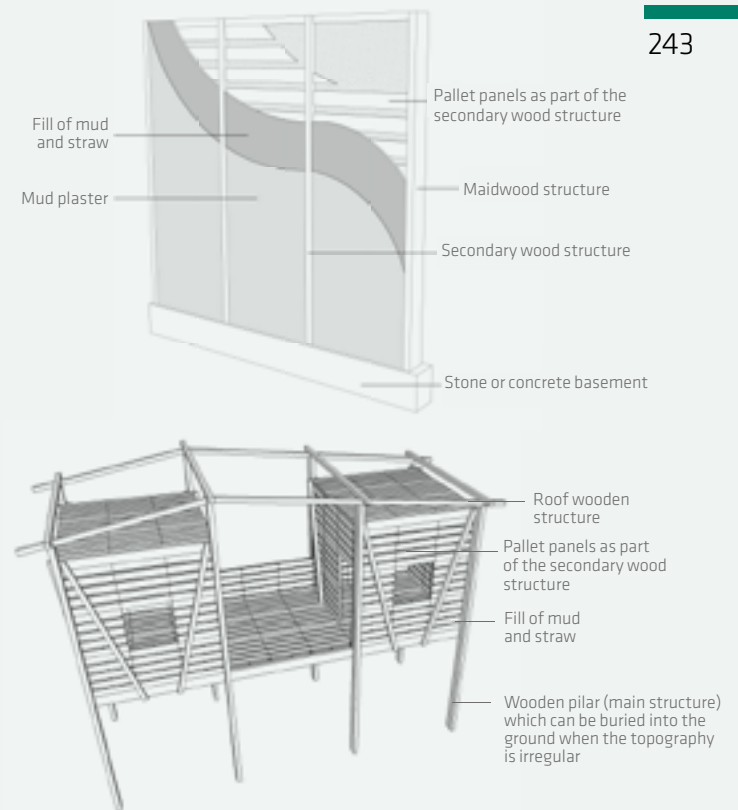 243
Pallet panels as part of the
secondary wood structure
Fill of mud
and straw
Maidwood structure
Mud plaster
Secondary wood structure
Stone or concrete basement
Roof wooden
structure
Pallet panels as part
of the secondary wood
structure
Fill of mud
and straw
Wooden pilar (main structure)
which can be buried into the
ground when the topography
is irregular